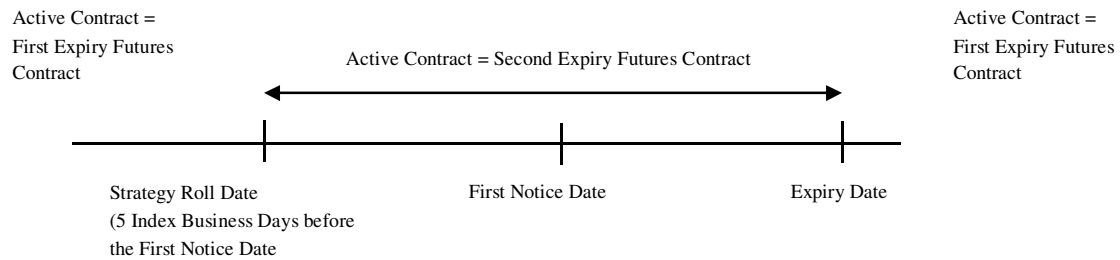 Active Contract =
First Expiry Futures
Contract
Active Contract = Second Expiry Futures Contract
Active Contract =
First Expiry Futures
Contract
Strategy Roll Date
(5 Index Business Days before
the First Notice Date
First Notice Date
Expiry Date